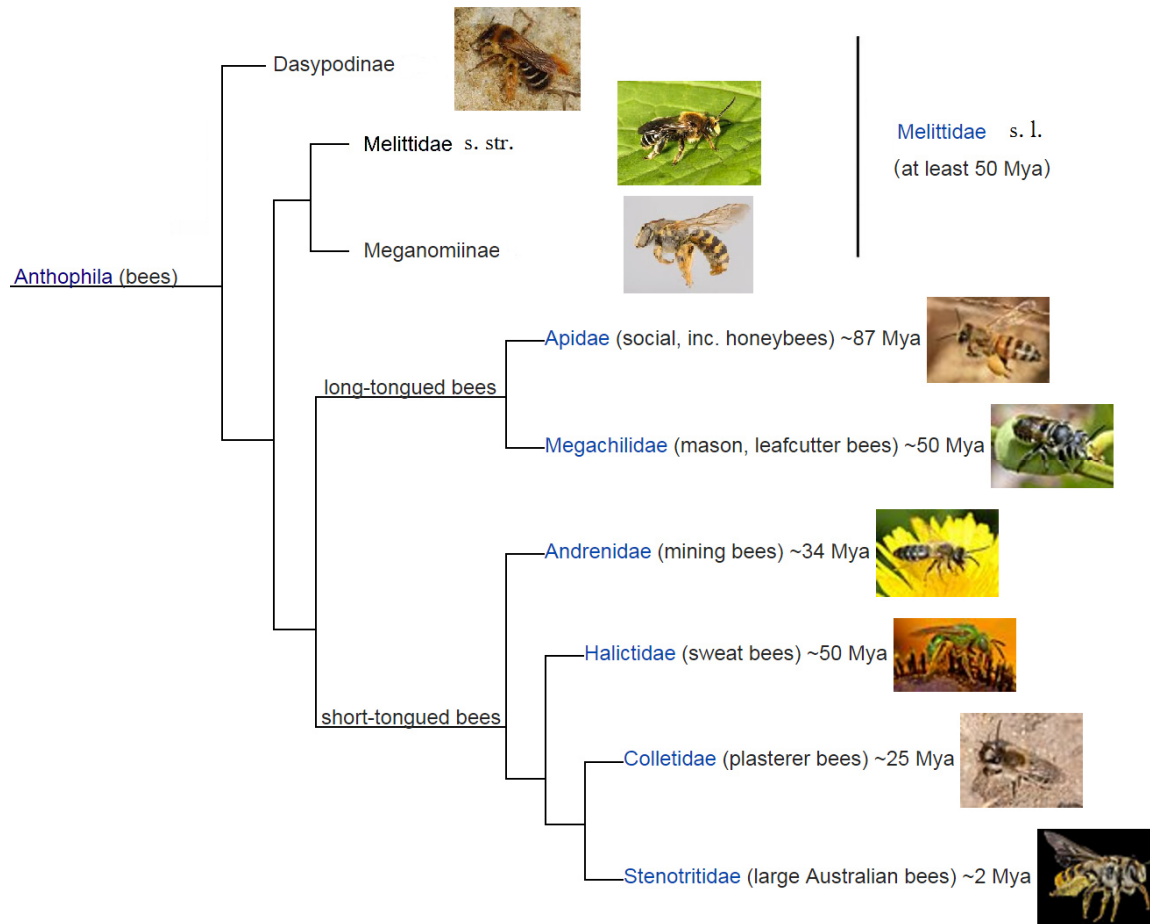 Dasypodinae
Melittidae s. str.
Melittidae s. l.
(at least 50 Mya)
Meganomiinae
Anthophila (bees)
Apidae (social, inc. honeybees) ~87 Mya
long-tongued bees
Megachilidae (mason, leafcutter bees) ~50 Mya
Andrenidae (mining bees) ~34 Mya
Halictidae (sweat bees) ~50 Mya
short-tongued bees
Colletidae (plasterer bees) ~25 Mya
Stenotritidae (large Australian bees) ~2 Mya